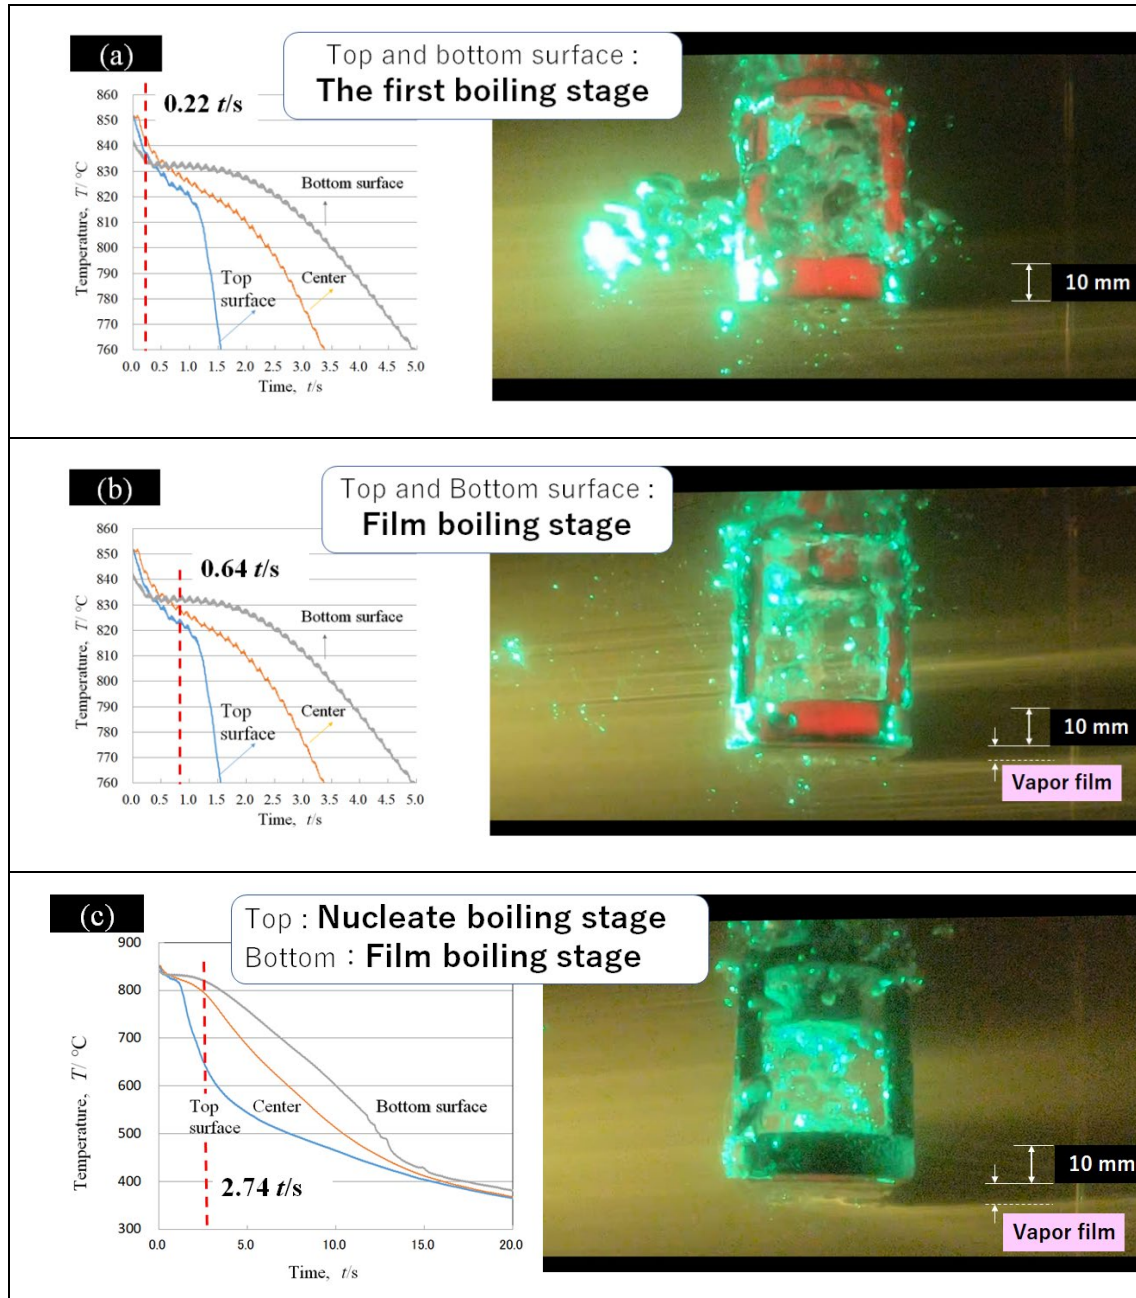 (a)
Top and bottom surface :
The first boiling stage
0.22 t/s
860
850
840
830
820
810
800
790
780
770
760
Temperature, T/ °C
Bottom surface
Top
surface
Center
0.0 0.5 1.0 1.5 2.0 2.5 3.0 3.5 4.0 4.5 5.0
Time, t/s
10 mm
(b)
Top and Bottom surface :
Film boiling stage
0.64 t/s
860
850
840
830
820
810
800
790
780
770
760
Temperature, T/ °C
Bottom surface
Top
surface
Center
0.0 0.5 1.0 1.5 2.0 2.5 3.0 3.5 4.0 4.5 5.0
Time, t/s
10 mm
Vapor film
(c)
Top : Nucleate boiling stage
Bottom : Film boiling stage
900
800
700
600
500
400
300
Temperature, T/ °C
Top
surface
Center
Bottom surface
2.74 t/s
0.0 5.0 10.0 15.0 20.0
Time, t/s
10 mm
Vapor film